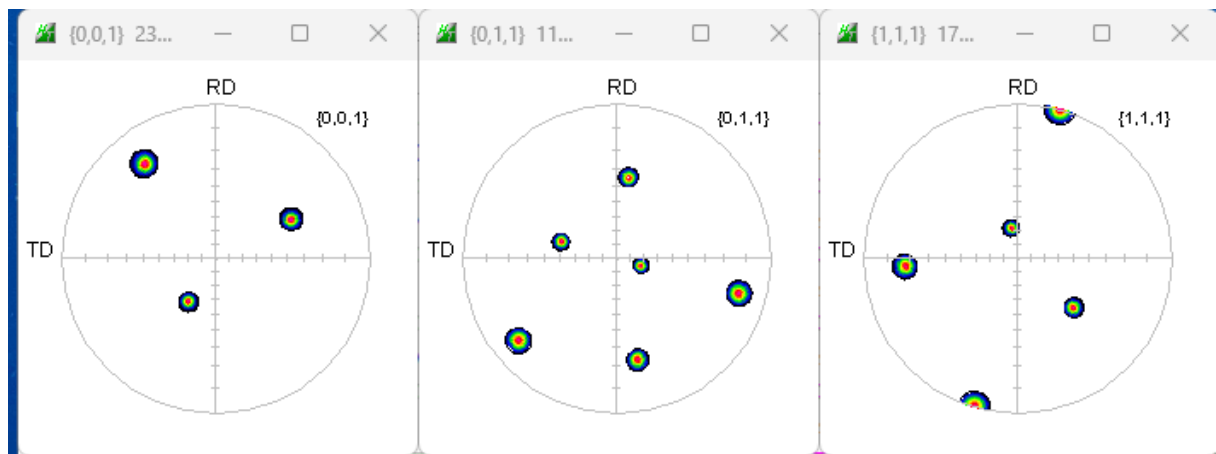 {0,0,1} 23...
RD
{0,0,1}
TD
{0,1,1} 11...
RD
{0,1,1}
TD
{1,1,1} 17...
RD
{1,1,1}
TD